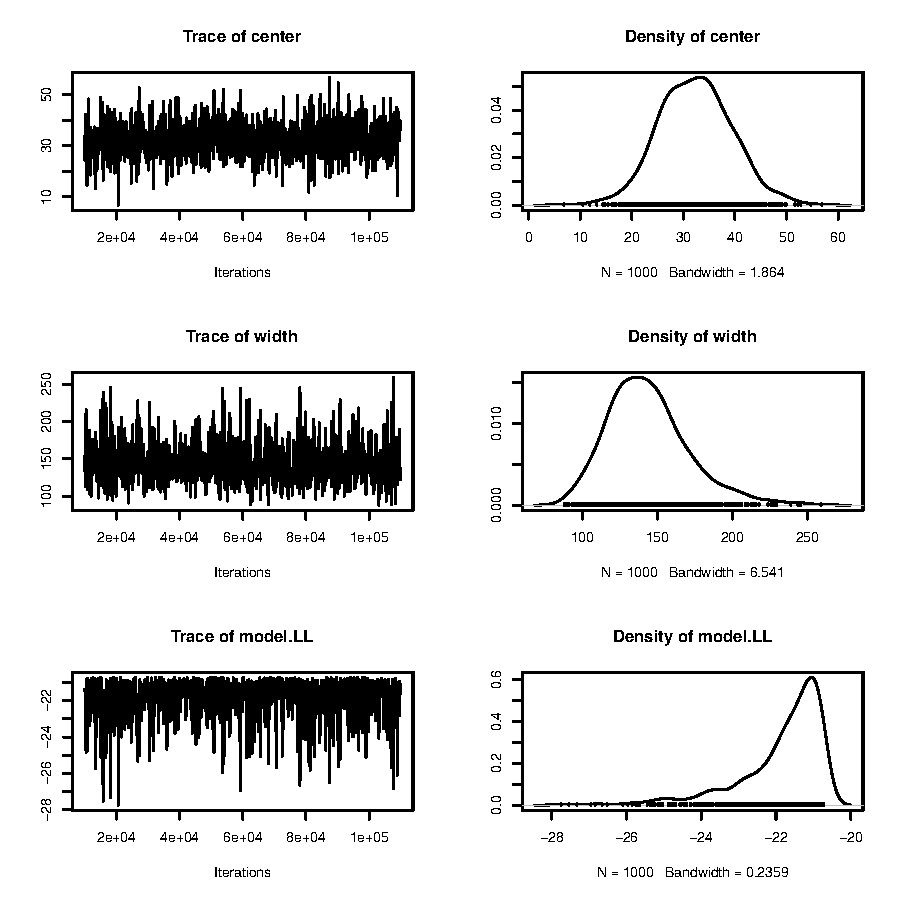 Trace of center
Density of center
10 30 50
2e+04 4e+04 6e+04 8e+04 1e+05
Iterations
0.00 0.02 0.04
0 10 20 30 40 50 60
N = 1000 Bandwidth = 1.864
Trace of width
Density of width
100 150 200 250
2e+04 4e+04 6e+04 8e+04 1e+05
Iterations
0.000 0.010
100 150 200 250
N = 1000 Bandwidth = 6.541
Trace of model.LL
Density of model.LL
−28 −26 −24 −22
2e+04 4e+04 6e+04 8e+04 1e+05
Iterations
0.0 0.2 0.4 0.6
−28 −26 −24 −22 −20
N = 1000 Bandwidth = 0.2359